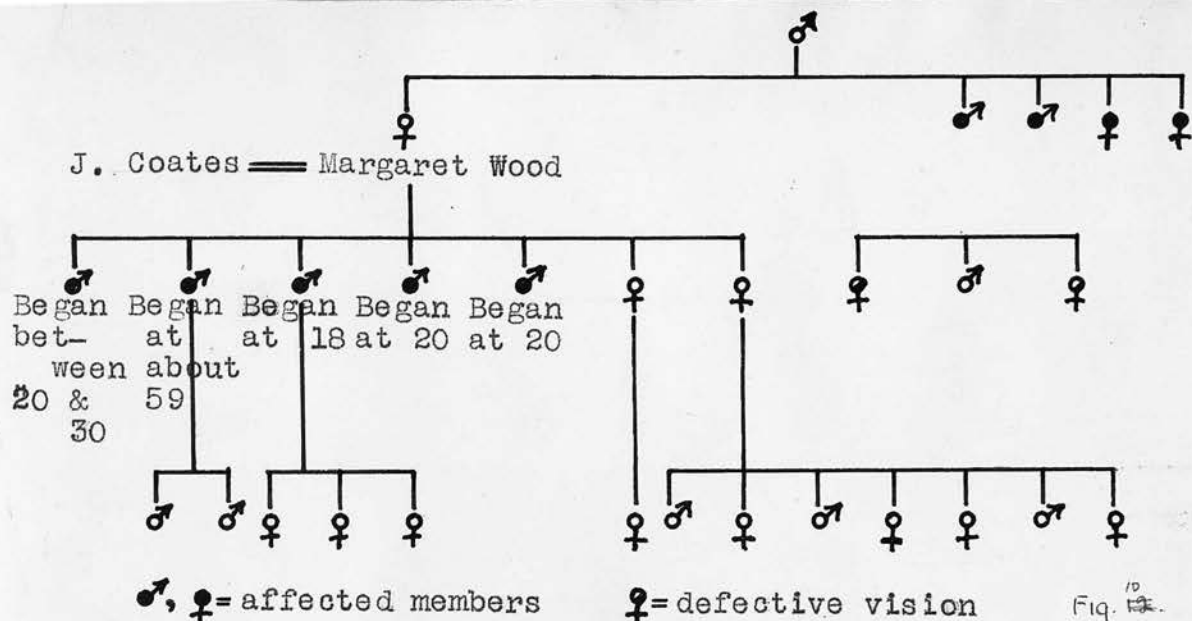 J. Coates == Margaret Wood
Began Began Began Began Began
bet- at at 18 at 20 at 20
ween about
20 & 59
30
♂, ♀= affected members ♀= defective vision Fig. 10